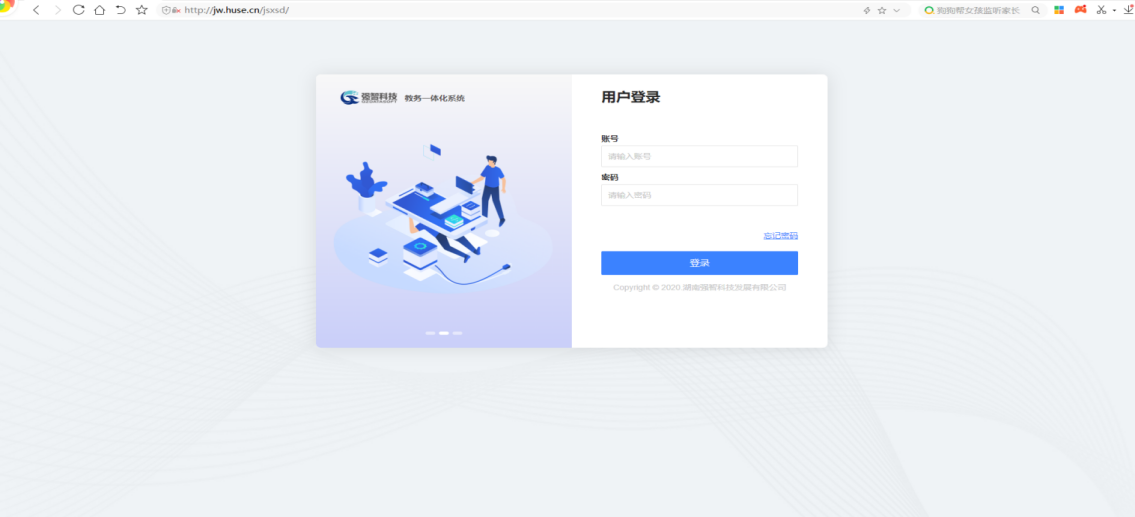 http://jw.huse.cn/jsxsd/
狗狗帮女孩监听家长
强智科技 教务一体化系统
用户登录
账号
请输入账号
密码
请输入密码
忘记密码
登录
Copyright © 2020 湖南强智科技发展有限公司